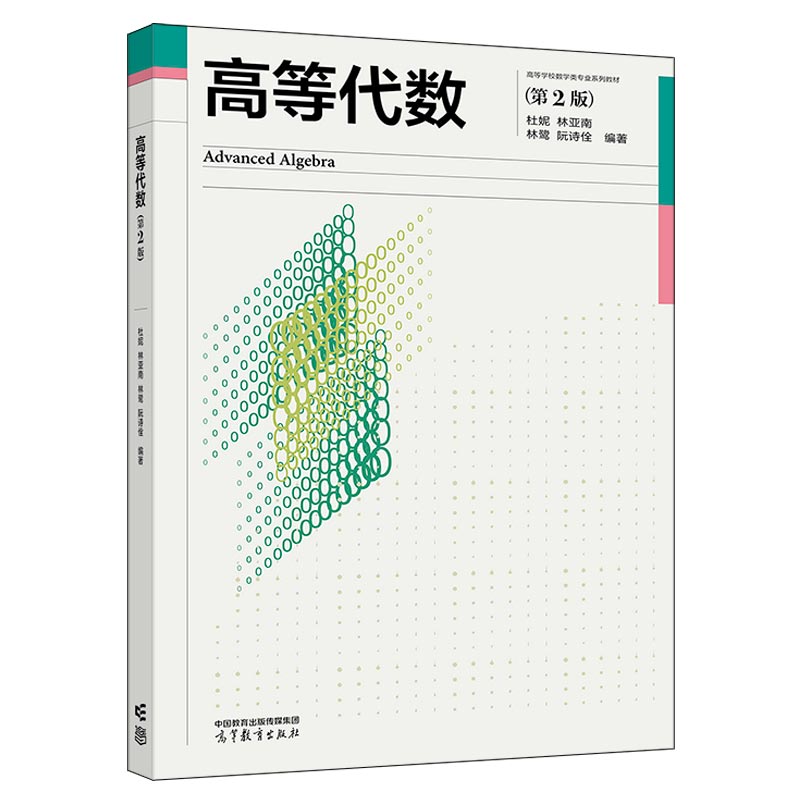 高等代数
高等学校数学类专业系列教材
(第2版)
杜妮 林亚南
林鹭 阮诗佺 编著
Advanced Algebra
中国教育出版传媒集团
高等教育出版社
高等代数(第2版)
杜妮 林亚南 林鹭 阮诗佺 编著